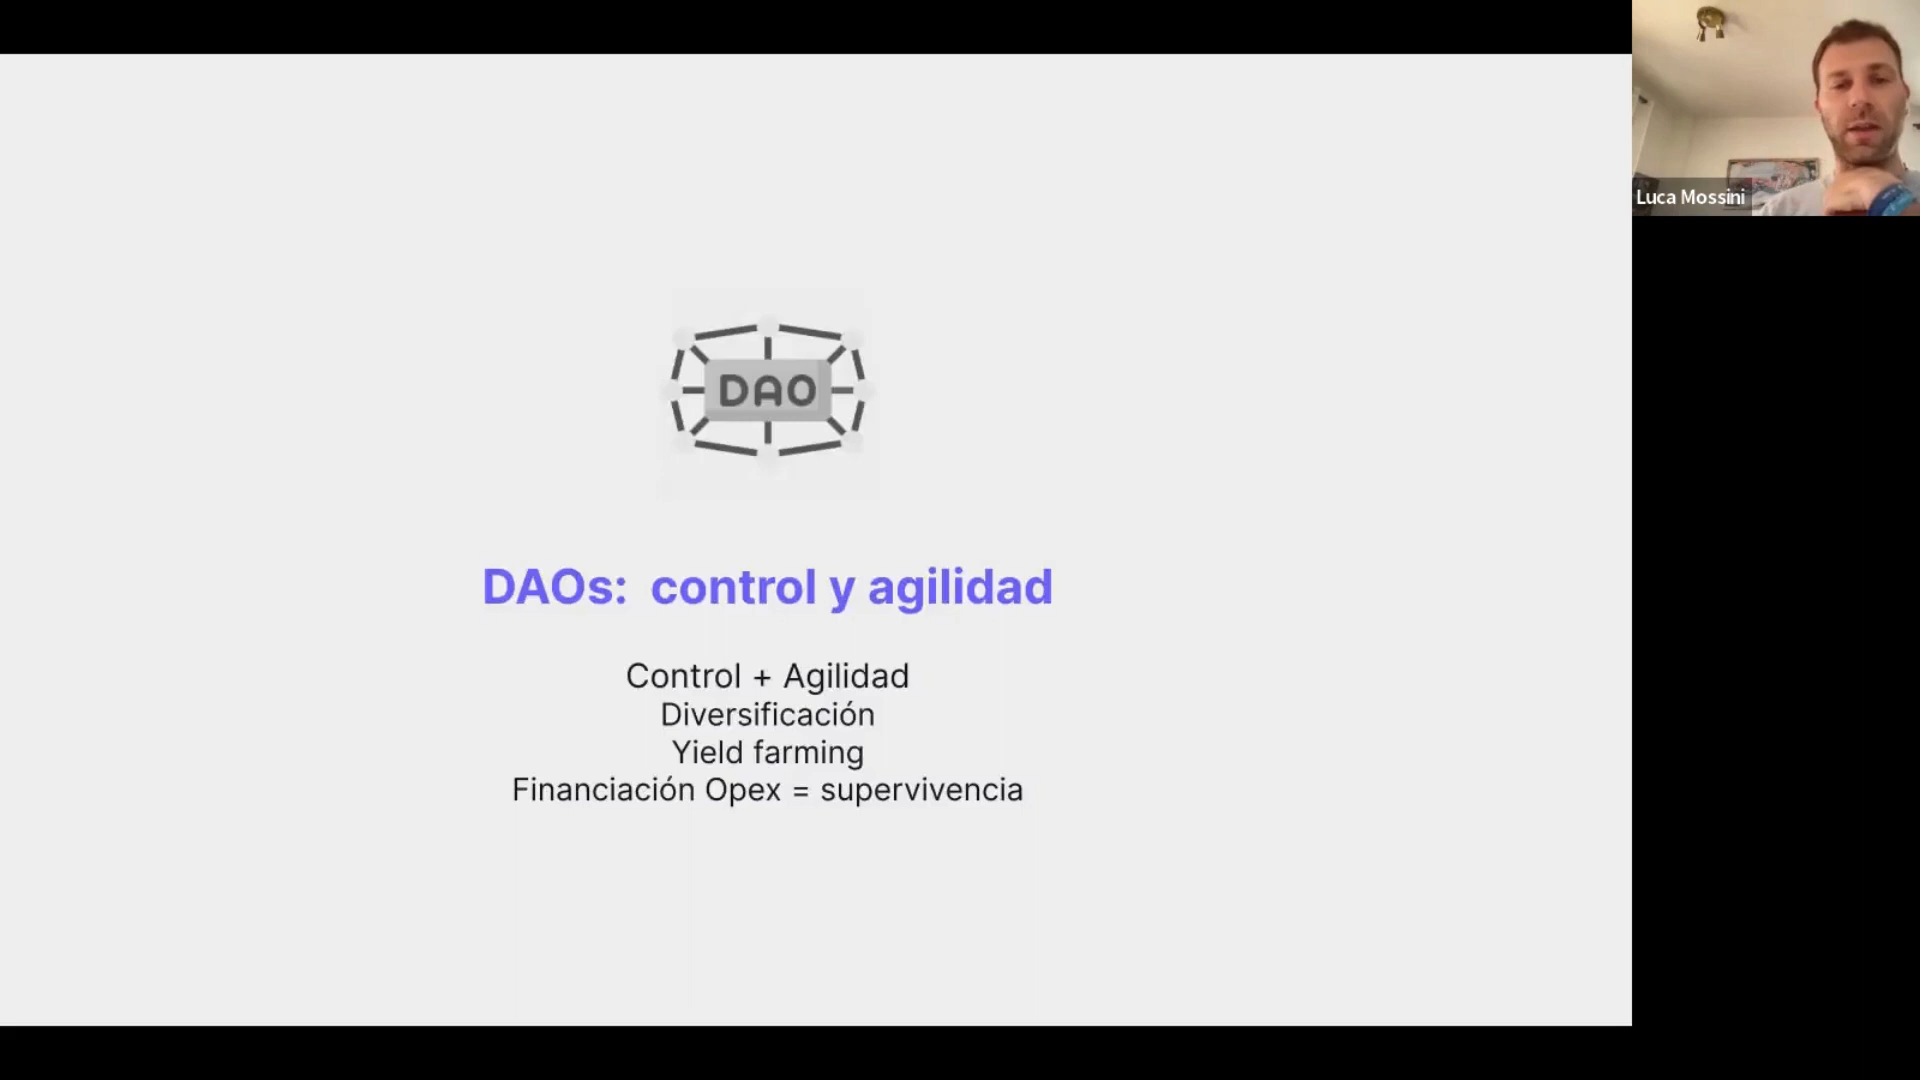 Luca Mossini
DAO
DAOs: control y agilidad
Control + Agilidad
Diversificación
Yield farming
Financiación Opex = supervivencia